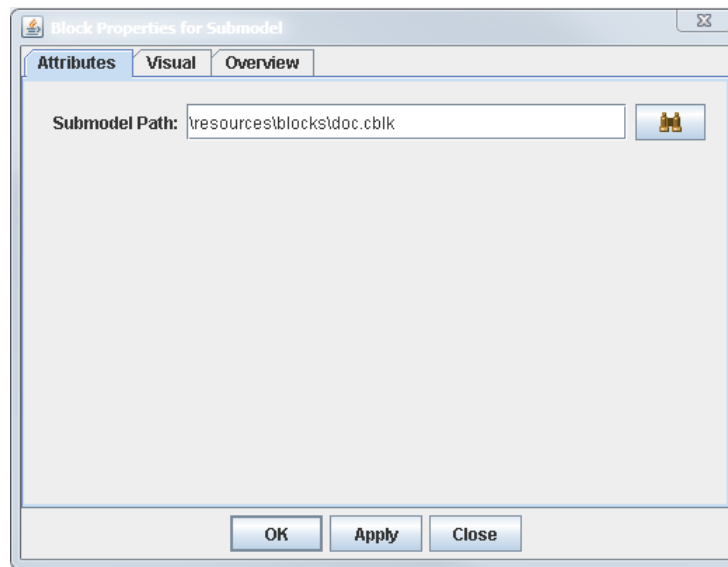 Block Properties for Submodel
Attributes Visual Overview
Submodel Path: \resources\blocks\doc.cblk
OK Apply Close